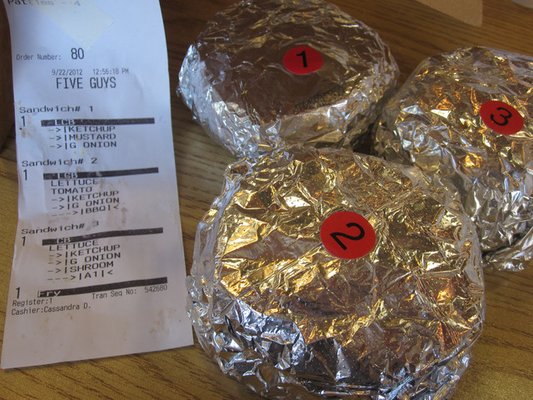 Patties - 4
Order Number: 80
9/22/2012 12:56:18 PM
FIVE GUYS
Sandwich# 1
1 LCB
->|KETCHUP
->|MUSTARD
->|G ONION
Sandwich# 2
1 LCB
LETTUCE
TOMATO
->|KETCHUP
->|G ONION
--->|BBQ|<
Sandwich# 3
1 CB
LETTUCE
->|KETCHUP
->|G ONION
->|SHROOM
--->|A1|<
1 Fry
Register:1 Tran Seq No: 542680
Cashier:Cassandra D.
1
3
2